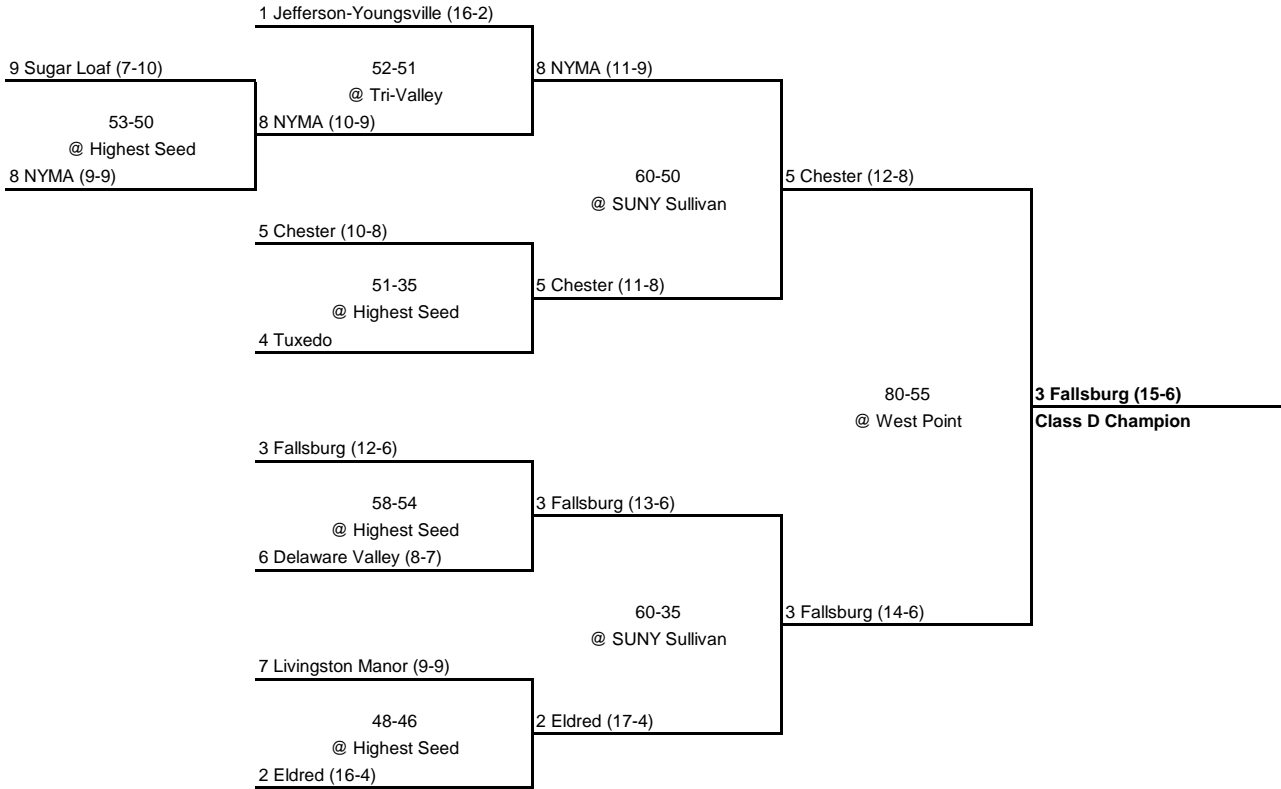 1 Jefferson-Youngsville (16-2)
9 Sugar Loaf (7-10)
52-51
8 NYMA (11-9)
@ Tri-Valley
53-50
8 NYMA (10-9)
@ Highest Seed
8 NYMA (9-9)
60-50
5 Chester (12-8)
@ SUNY Sullivan
5 Chester (10-8)
51-35
5 Chester (11-8)
@ Highest Seed
4 Tuxedo
80-55
3 Fallsburg (15-6)
@ West Point
Class D Champion
3 Fallsburg (12-6)
58-54
3 Fallsburg (13-6)
@ Highest Seed
6 Delaware Valley (8-7)
60-35
3 Fallsburg (14-6)
@ SUNY Sullivan
7 Livingston Manor (9-9)
48-46
2 Eldred (17-4)
@ Highest Seed
2 Eldred (16-4)